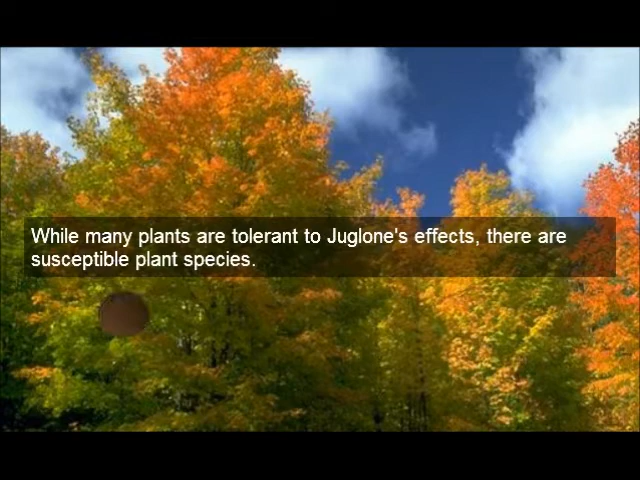 While many plants are tolerant to Juglone's effects, there are
susceptible plant species.